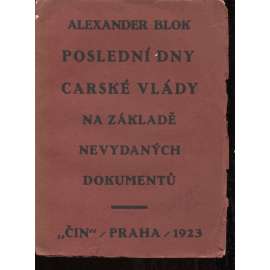 ALEXANDER BLOK
POSLEDNÍ DNY
CARSKÉ VLÁDY
NA ZÁKLADĚ
NEVYDANÝCH
DOKUMENTŮ
„ČIN“ / PRAHA / 1923